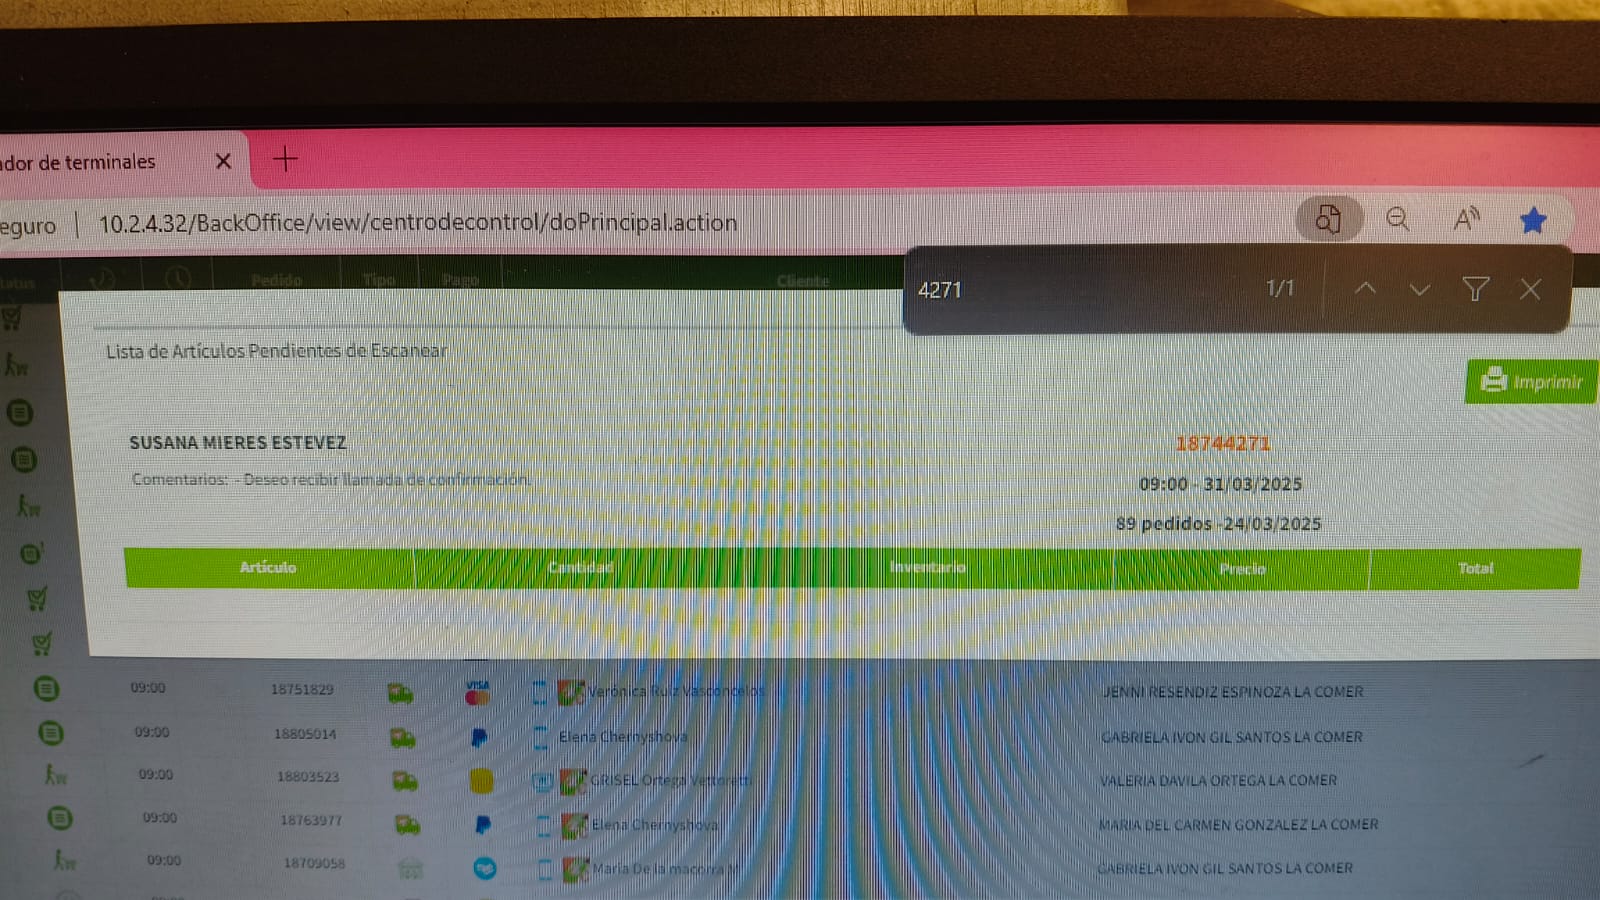 ador de terminales
eguro | 10.2.4.32/BackOffice/view/centrodecontrol/doPrincipal.action
4271 1/1
Pedido Tipo Pago Cliente
Lista de Artículos Pendientes de Escanear
Imprimir
SUSANA MIERES ESTEVEZ 18744271
Comentarios: - Deseo recibir llamada de confirmación.
09:00 - 31/03/2025
89 pedidos -24/03/2025
Artículo Cantidad Inventario Precio Total
09:00 18751829 VISA Verónica Ruiz Vasconcelos JENNI RESENDIZ ESPINOZA LA COMER
09:00 18805014 Elena Chernyshova GABRIELA IVON GIL SANTOS LA COMER
09:00 18803523 GRISEL Ortega Vettoretti VALERIA DAVILA ORTEGA LA COMER
09:00 18763977 Elena Chernyshova MARIA DEL CARMEN GONZALEZ LA COMER
09:00 18709058 Maria De la macorra M GABRIELA IVON GIL SANTOS LA COMER